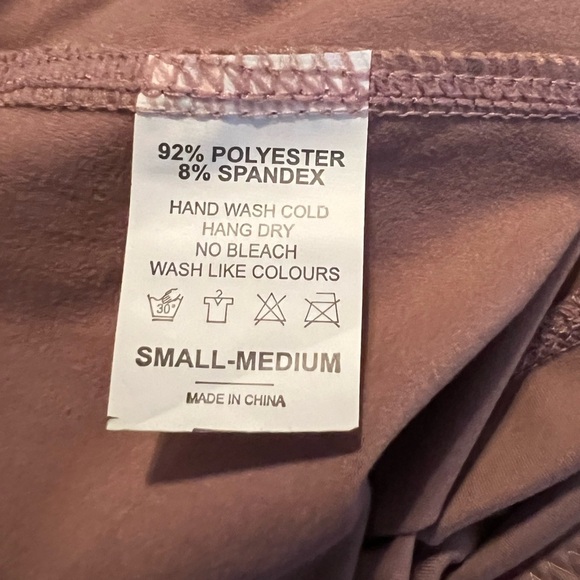 92% POLYESTER
8% SPANDEX
HAND WASH COLD
HANG DRY
NO BLEACH
WASH LIKE COLOURS
30°
SMALL-MEDIUM
MADE IN CHINA